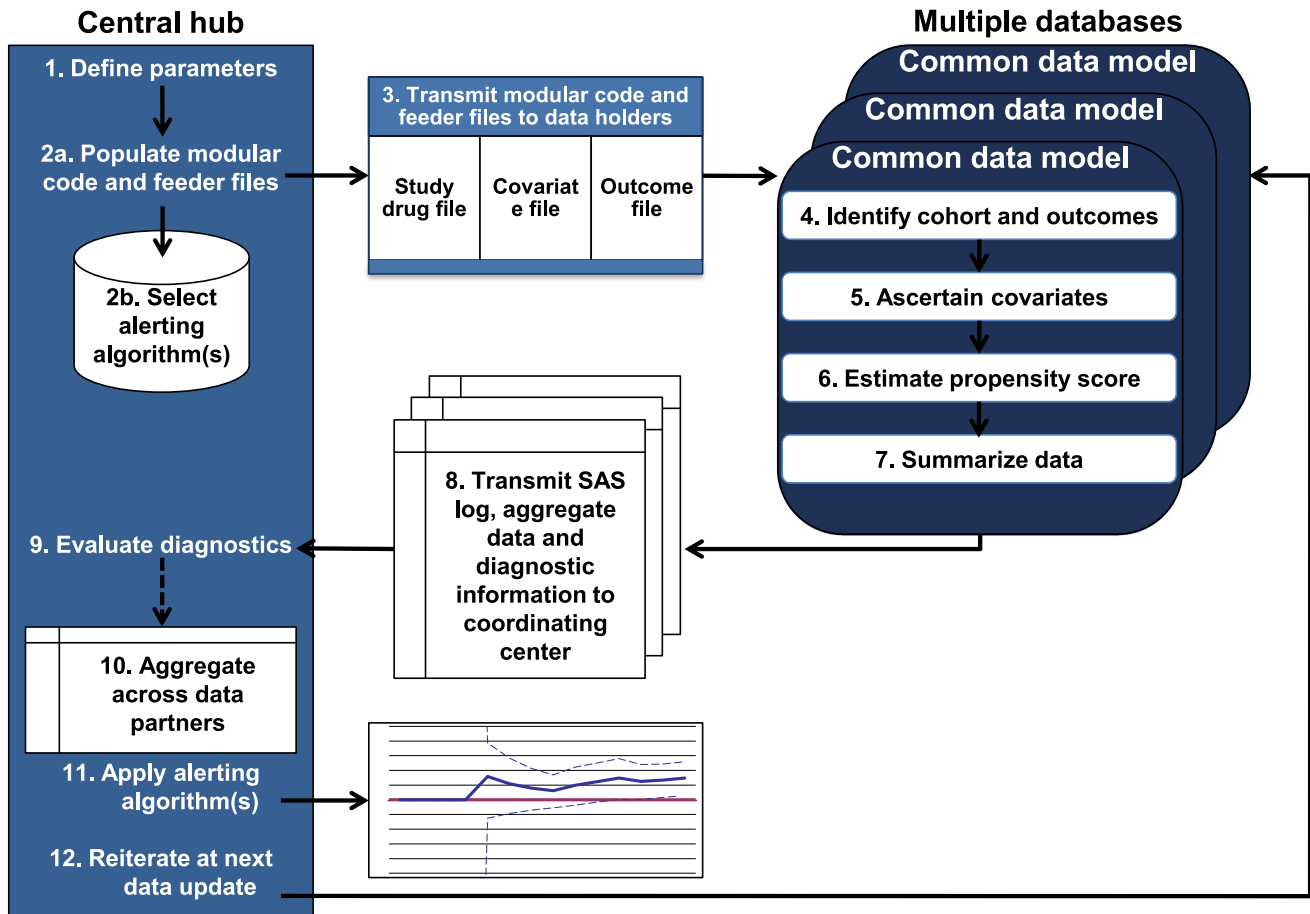 Central hub
Multiple databases
1. Define parameters
2a. Populate modular
code and feeder files
2b. Select
alerting
algorithm(s)
3. Transmit modular code and
feeder files to data holders
Study
drug file
Covariat
e file
Outcome
file
Common data model
Common data model
Common data model
4. Identify cohort and outcomes
5. Ascertain covariates
6. Estimate propensity score
7. Summarize data
8. Transmit SAS
log, aggregate
data and
diagnostic
information to
coordinating
center
9. Evaluate diagnostics
10. Aggregate
across data
partners
11. Apply alerting
algorithm(s)
12. Reiterate at next
data update